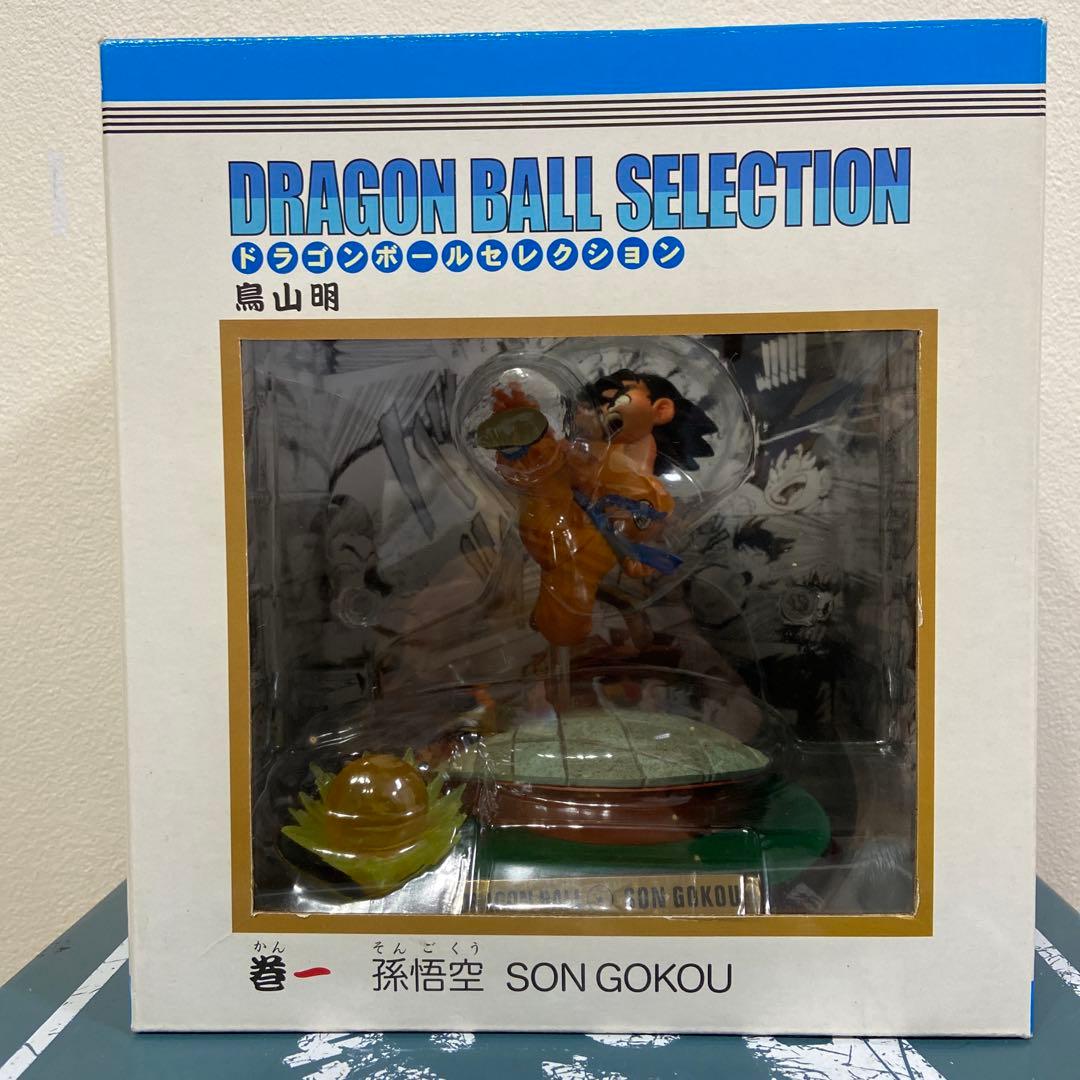 DRAGON BALL SELECTION
ドラゴンボールセレクション
鳥山明
BALL SON GOKOU
かん そんごくう
巻一 孫悟空 SON GOKOU